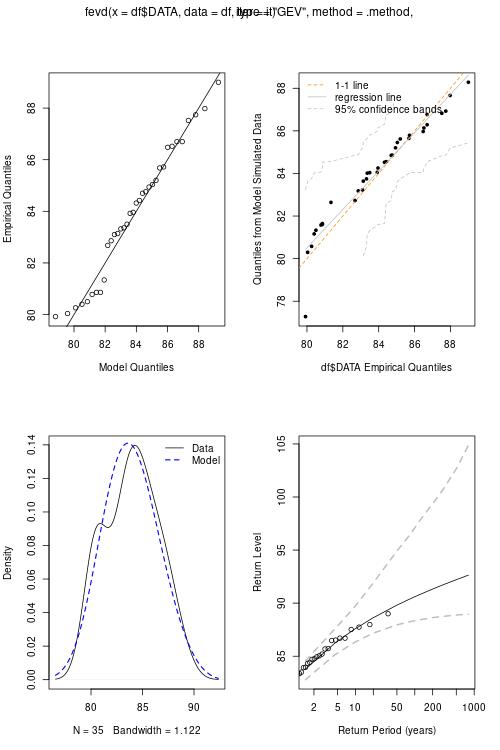 fevd(x = df$DATA, data = df, type = "GEV", method = .method,
1-1 line
regression line
95% confidence bands
Empirical Quantiles
80 82 84 86 88
80 82 84 86 88
Model Quantiles
Quantiles from Model Simulated Data
78 80 82 84 86 88
80 82 84 86 88
df$DATA Empirical Quantiles
Data
Model
Density
0.00 0.02 0.04 0.06 0.08 0.10 0.12 0.14
80 85 90
N = 35 Bandwidth = 1.122
Return Level
85 90 95 100 105
2 5 10 50 200 1000
Return Period (years)